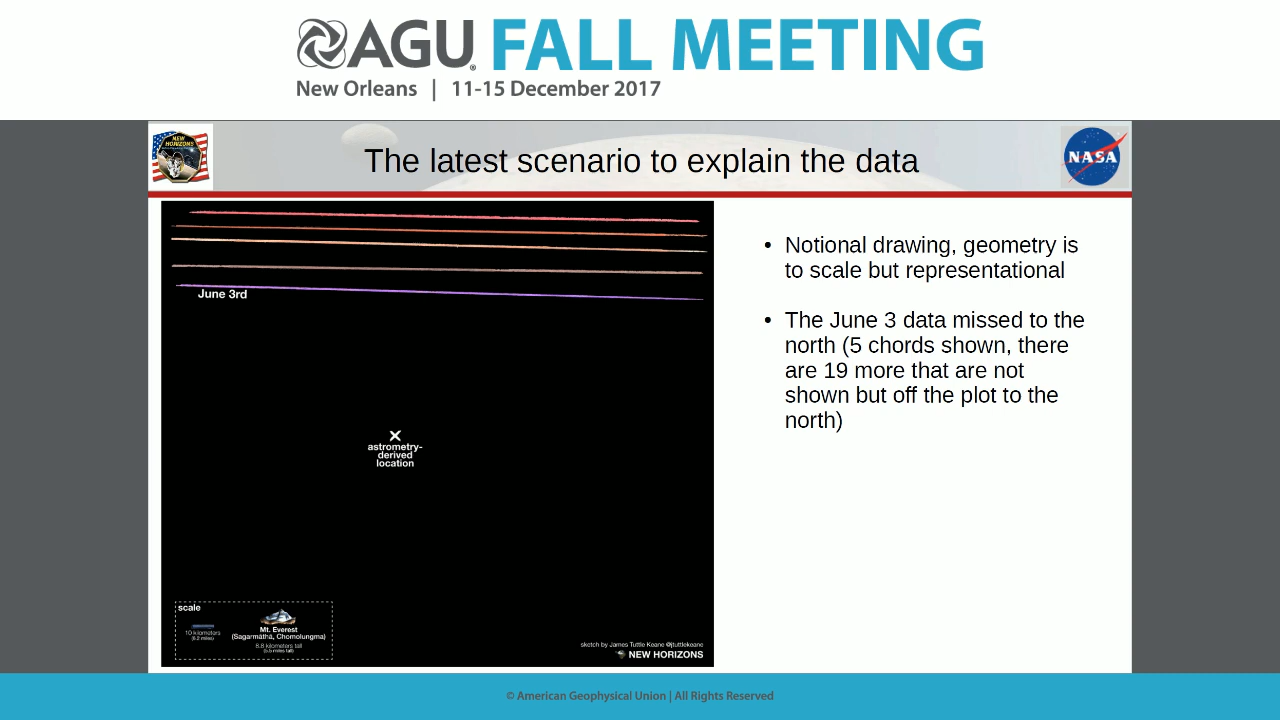 AGU FALL MEETING
New Orleans | 11-15 December 2017
NEW HORIZONS
The latest scenario to explain the data
NASA
June 3rd
• Notional drawing, geometry is
to scale but representational
• The June 3 data missed to the
north (5 chords shown, there
are 19 more that are not
shown but off the plot to the
north)
astrometry-
derived
location
scale
10 kilometers
(6.2 miles)
Mt. Everest
(Sagarmāthā, Chomolungma)
8.8 kilometers tall
(5.5 miles tall)
sketch by James Tuttle Keane @jtuttlekeane
NEW HORIZONS
© American Geophysical Union | All Rights Reserved